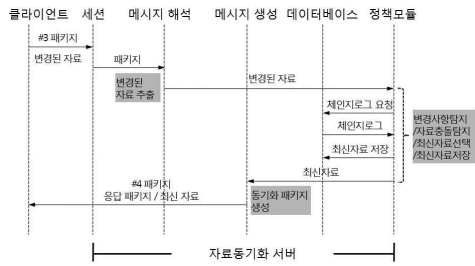 클라이언트 세션 메시지 해석 메시지 생성 데이터베이스 정책모듈
#3 패키지
변경된 자료
패키지
변경된
자료 추출
변경된 자료
체인지로그 요청
체인지로그
최신자료 저장
변경사항탐지
/자료충돌탐지
/최신자료선택
/최신자료저장
최신자료
#4 패키지
응답 패키지 / 최신 자료
동기화 패키지
생성
자료동기화 서버